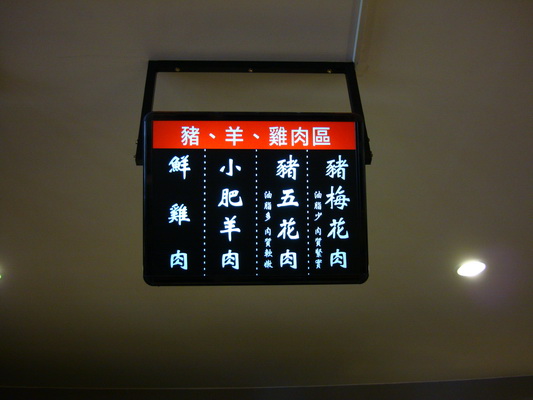 豬、羊、雞肉區
豬梅花肉
油脂少 肉質緊實
豬五花肉
油脂多 肉質軟嫩
小肥羊肉
鮮雞肉